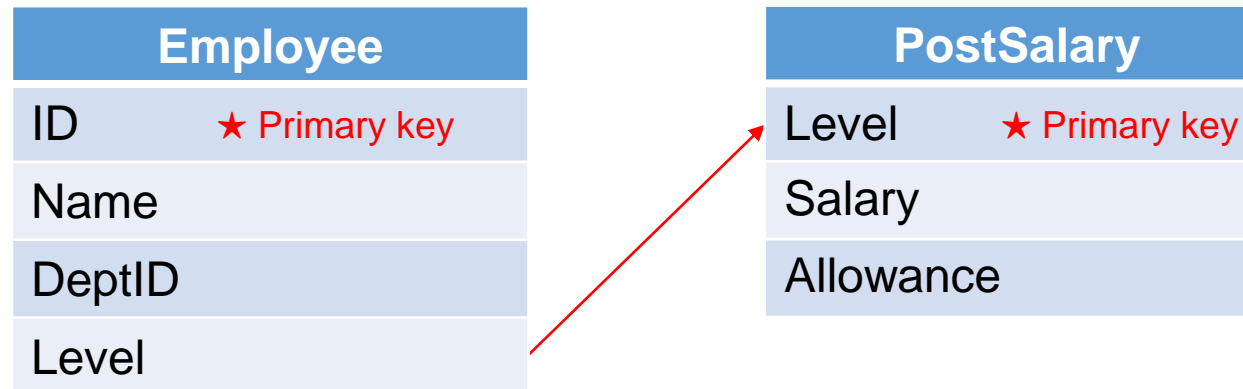 Employee
ID ★ Primary key
Name
DeptID
Level
PostSalary
Level ★ Primary key
Salary
Allowance